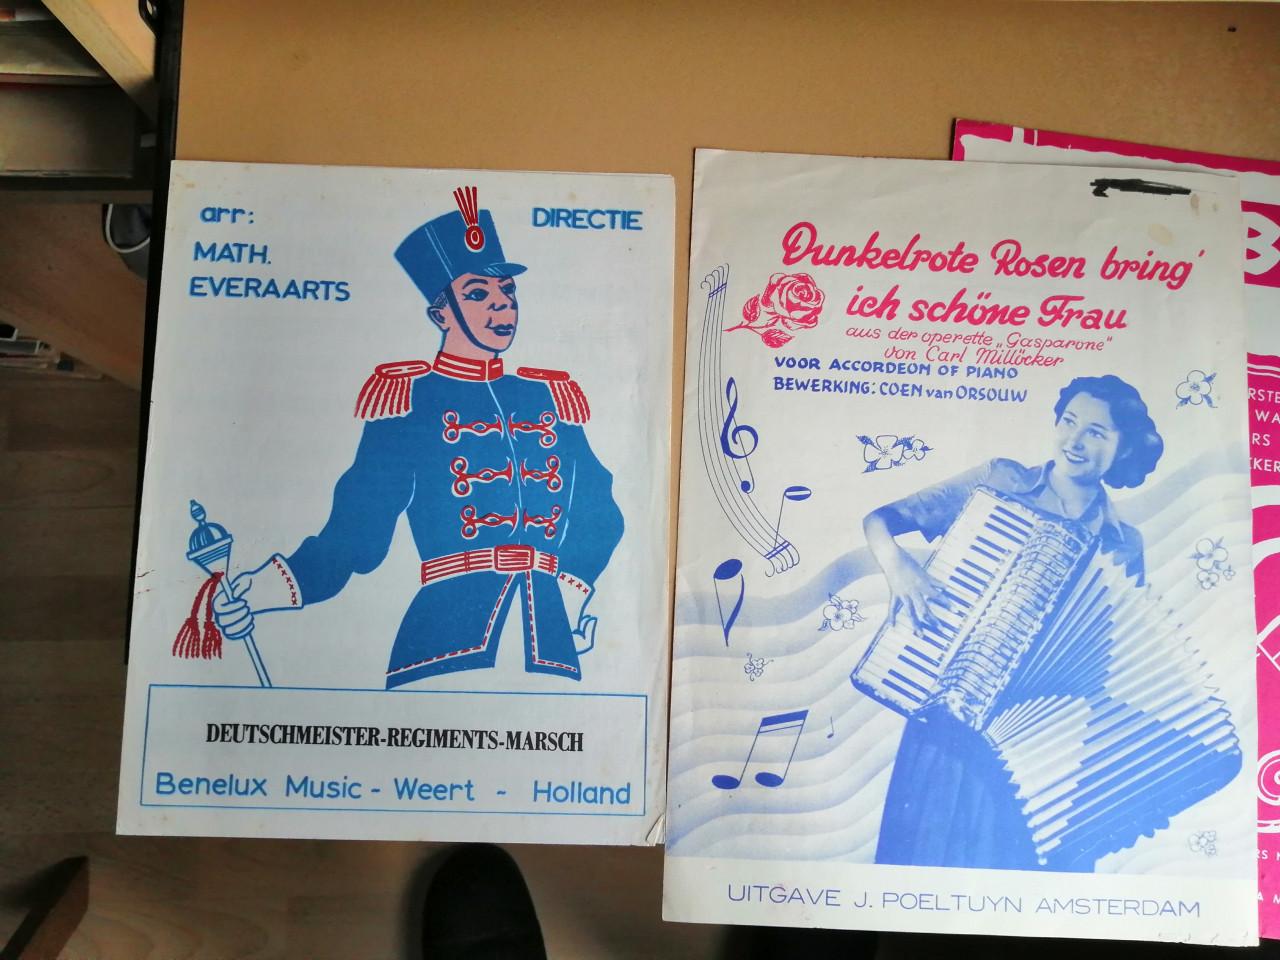 arr:
MATH.
EVERAARTS
DIRECTIE
DEUTSCHMEISTER-REGIMENTS-MARSCH
Benelux Music - Weert - Holland
Dunkelrote Rosen bring'
ich schöne Frau
aus der operette „Gasparone"
von Carl Millöcker
VOOR ACCORDEON OF PIANO
BEWERKING: COEN van ORSOUW
UITGAVE J. POELTUYN AMSTERDAM